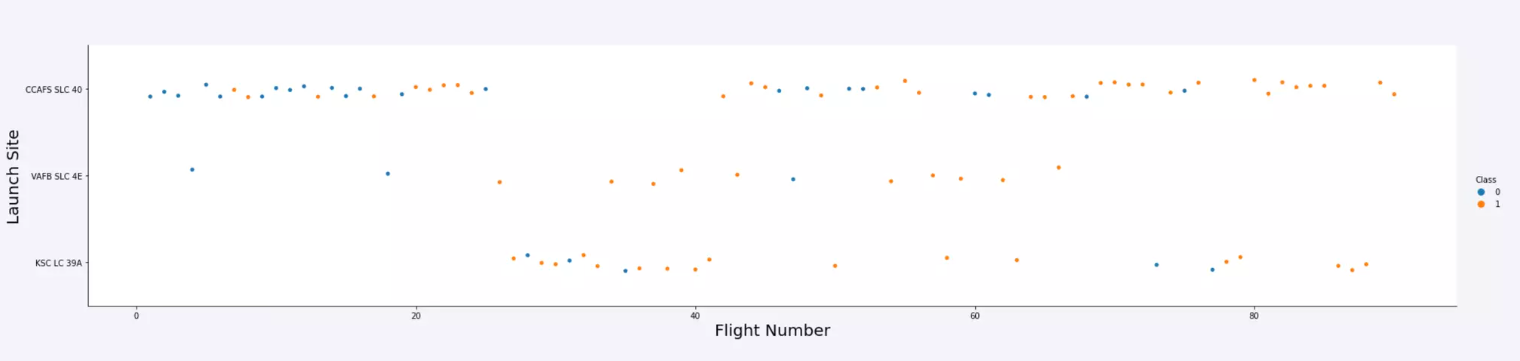 CCAFS SLC 40
VAFB SLC 4E
KSC LC 39A
Launch Site
0 20 40 60 80
Flight Number
Class
0
1